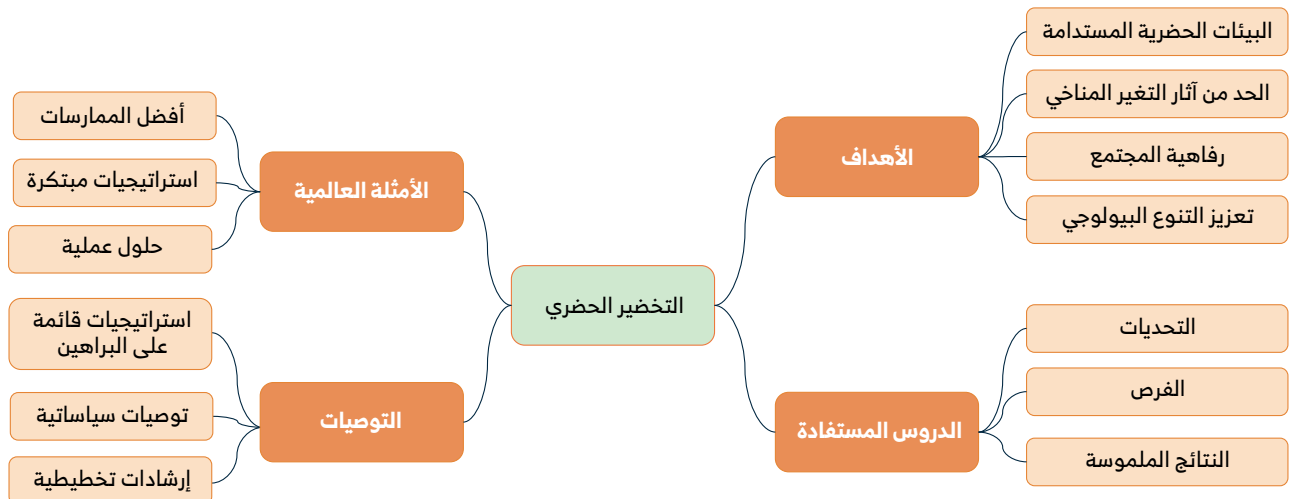 التخضير الحضري
الأهداف
البيئات الحضرية المستدامة
الحد من آثار التغير المناخي
رفاهية المجتمع
تعزيز التنوع البيولوجي
الدروس المستفادة
التحديات
الفرص
النتائج الملموسة
الأمثلة العالمية
أفضل الممارسات
استراتيجيات مبتكرة
حلول عملية
التوصيات
استراتيجيات قائمة
على البراهين
توصيات سياساتية
إرشادات تخطيطية